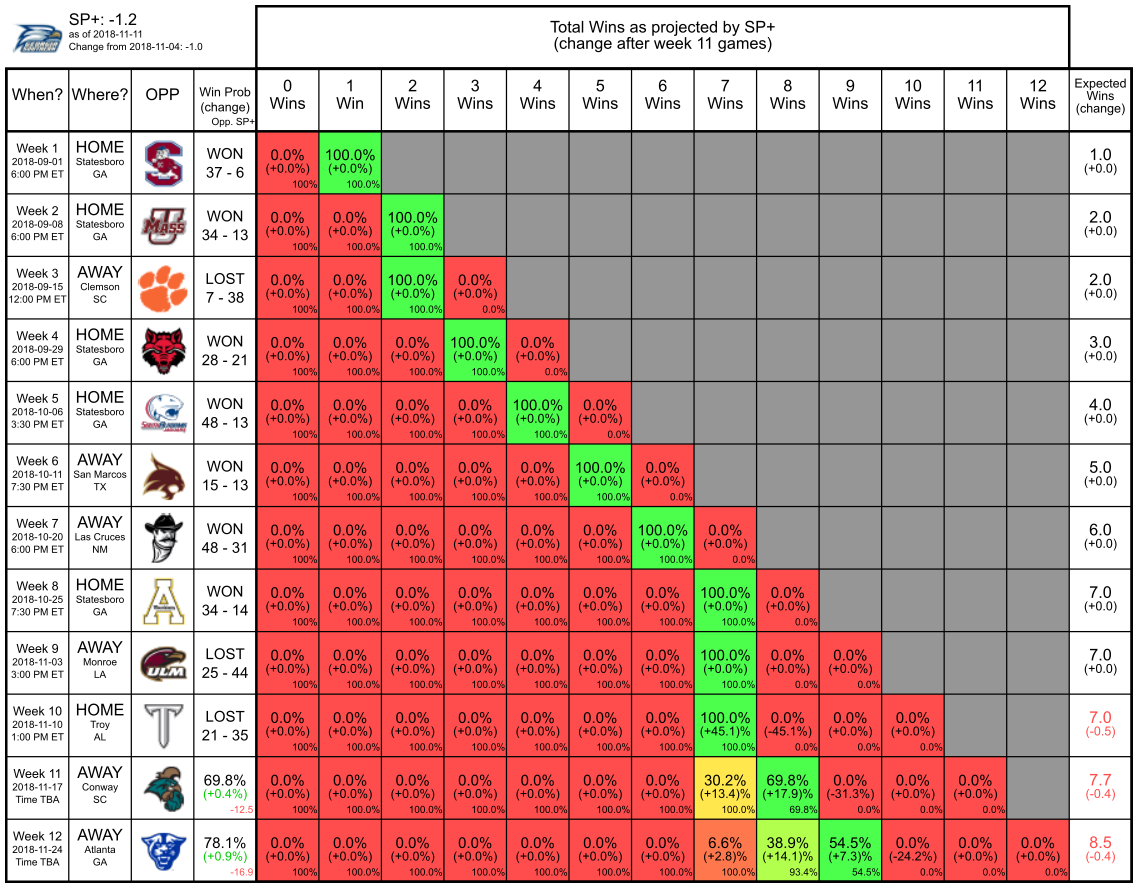 SP+: -1.2
as of 2018-11-11
Change from 2018-11-04: -1.0
Total Wins as projected by SP+
(change after week 11 games)
When? Where? OPP Win Prob (change) Opp. SP+ 0 Wins 1 Win 2 Wins 3 Wins 4 Wins 5 Wins 6 Wins 7 Wins 8 Wins 9 Wins 10 Wins 11 Wins 12 Wins Expected Wins (change)
Week 1 HOME WON 0.0% 100.0% 1.0
2018-09-01 Statesboro S (+0.0%) (+0.0%) (+0.0)
6:00 PM ET GA 37 - 6 100% 100.0%
Week 2 HOME WON 0.0% 0.0% 100.0% 2.0
2018-09-08 Statesboro U MASS (+0.0%) (+0.0%) (+0.0%) (+0.0)
6:00 PM ET GA 34 - 13 100% 100.0% 100.0%
Week 3 AWAY LOST 0.0% 0.0% 100.0% 0.0% 2.0
2018-09-15 Clemson (+0.0%) (+0.0%) (+0.0%) (+0.0%) (+0.0)
12:00 PM ET SC 7 - 38 100% 100.0% 100.0% 0.0%
Week 4 HOME WON 0.0% 0.0% 0.0% 100.0% 0.0% 3.0
2018-09-29 Statesboro (+0.0%) (+0.0%) (+0.0%) (+0.0%) (+0.0%) (+0.0)
6:00 PM ET GA 28 - 21 100% 100.0% 100.0% 100.0% 0.0%
Week 5 HOME WON 0.0% 0.0% 0.0% 0.0% 100.0% 0.0% 4.0
2018-10-06 Statesboro (+0.0%) (+0.0%) (+0.0%) (+0.0%) (+0.0%) (+0.0%) (+0.0)
3:30 PM ET GA 48 - 13 100% 100.0% 100.0% 100.0% 100.0% 0.0%
Week 6 AWAY WON 0.0% 0.0% 0.0% 0.0% 0.0% 100.0% 0.0% 5.0
2018-10-11 San Marcos (+0.0%) (+0.0%) (+0.0%) (+0.0%) (+0.0%) (+0.0%) (+0.0%) (+0.0)
7:30 PM ET TX 15 - 13 100% 100.0% 100.0% 100.0% 100.0% 100.0% 0.0%
Week 7 AWAY WON 0.0% 0.0% 0.0% 0.0% 0.0% 0.0% 100.0% 0.0% 6.0
2018-10-20 Las Cruces (+0.0%) (+0.0%) (+0.0%) (+0.0%) (+0.0%) (+0.0%) (+0.0%) (+0.0%) (+0.0)
6:00 PM ET NM 48 - 31 100% 100.0% 100.0% 100.0% 100.0% 100.0% 100.0% 0.0%
Week 8 HOME WON 0.0% 0.0% 0.0% 0.0% 0.0% 0.0% 0.0% 100.0% 0.0% 7.0
2018-10-25 Statesboro A (+0.0%) (+0.0%) (+0.0%) (+0.0%) (+0.0%) (+0.0%) (+0.0%) (+0.0%) (+0.0%) (+0.0)
7:30 PM ET GA 34 - 14 100% 100.0% 100.0% 100.0% 100.0% 100.0% 100.0% 100.0% 0.0%
Week 9 AWAY LOST 0.0% 0.0% 0.0% 0.0% 0.0% 0.0% 0.0% 100.0% 0.0% 0.0% 7.0
2018-11-03 Monroe ULM (+0.0%) (+0.0%) (+0.0%) (+0.0%) (+0.0%) (+0.0%) (+0.0%) (+0.0%) (+0.0%) (+0.0%) (+0.0)
3:00 PM ET LA 25 - 44 100% 100.0% 100.0% 100.0% 100.0% 100.0% 100.0% 100.0% 0.0% 0.0%
Week 10 HOME LOST 0.0% 0.0% 0.0% 0.0% 0.0% 0.0% 0.0% 100.0% 0.0% 0.0% 0.0% 7.0
2018-11-10 Troy T (+0.0%) (+0.0%) (+0.0%) (+0.0%) (+0.0%) (+0.0%) (+0.0%) (+45.1)% (-45.1%) (+0.0%) (+0.0%) (-0.5)
1:00 PM ET AL 21 - 35 100% 100.0% 100.0% 100.0% 100.0% 100.0% 100.0% 100.0% 0.0% 0.0% 0.0%
Week 11 AWAY 69.8% 0.0% 0.0% 0.0% 0.0% 0.0% 0.0% 0.0% 30.2% 69.8% 0.0% 0.0% 0.0% 7.7
2018-11-17 Conway (+0.4%) (+0.0%) (+0.0%) (+0.0%) (+0.0%) (+0.0%) (+0.0%) (+0.0%) (+13.4)% (+17.9)% (-31.3%) (+0.0%) (+0.0%) (-0.4)
Time TBA SC -12.5 100% 100.0% 100.0% 100.0% 100.0% 100.0% 100.0% 100.0% 69.8% 0.0% 0.0% 0.0%
Week 12 AWAY 78.1% 0.0% 0.0% 0.0% 0.0% 0.0% 0.0% 0.0% 6.6% 38.9% 54.5% 0.0% 0.0% 0.0% 8.5
2018-11-24 Atlanta (+0.9%) (+0.0%) (+0.0%) (+0.0%) (+0.0%) (+0.0%) (+0.0%) (+0.0%) (+2.8)% (+14.1)% (+7.3)% (-24.2%) (+0.0%) (+0.0%) (-0.4)
Time TBA GA -16.9 100% 100.0% 100.0% 100.0% 100.0% 100.0% 100.0% 100.0% 93.4% 54.5% 0.0% 0.0% 0.0%